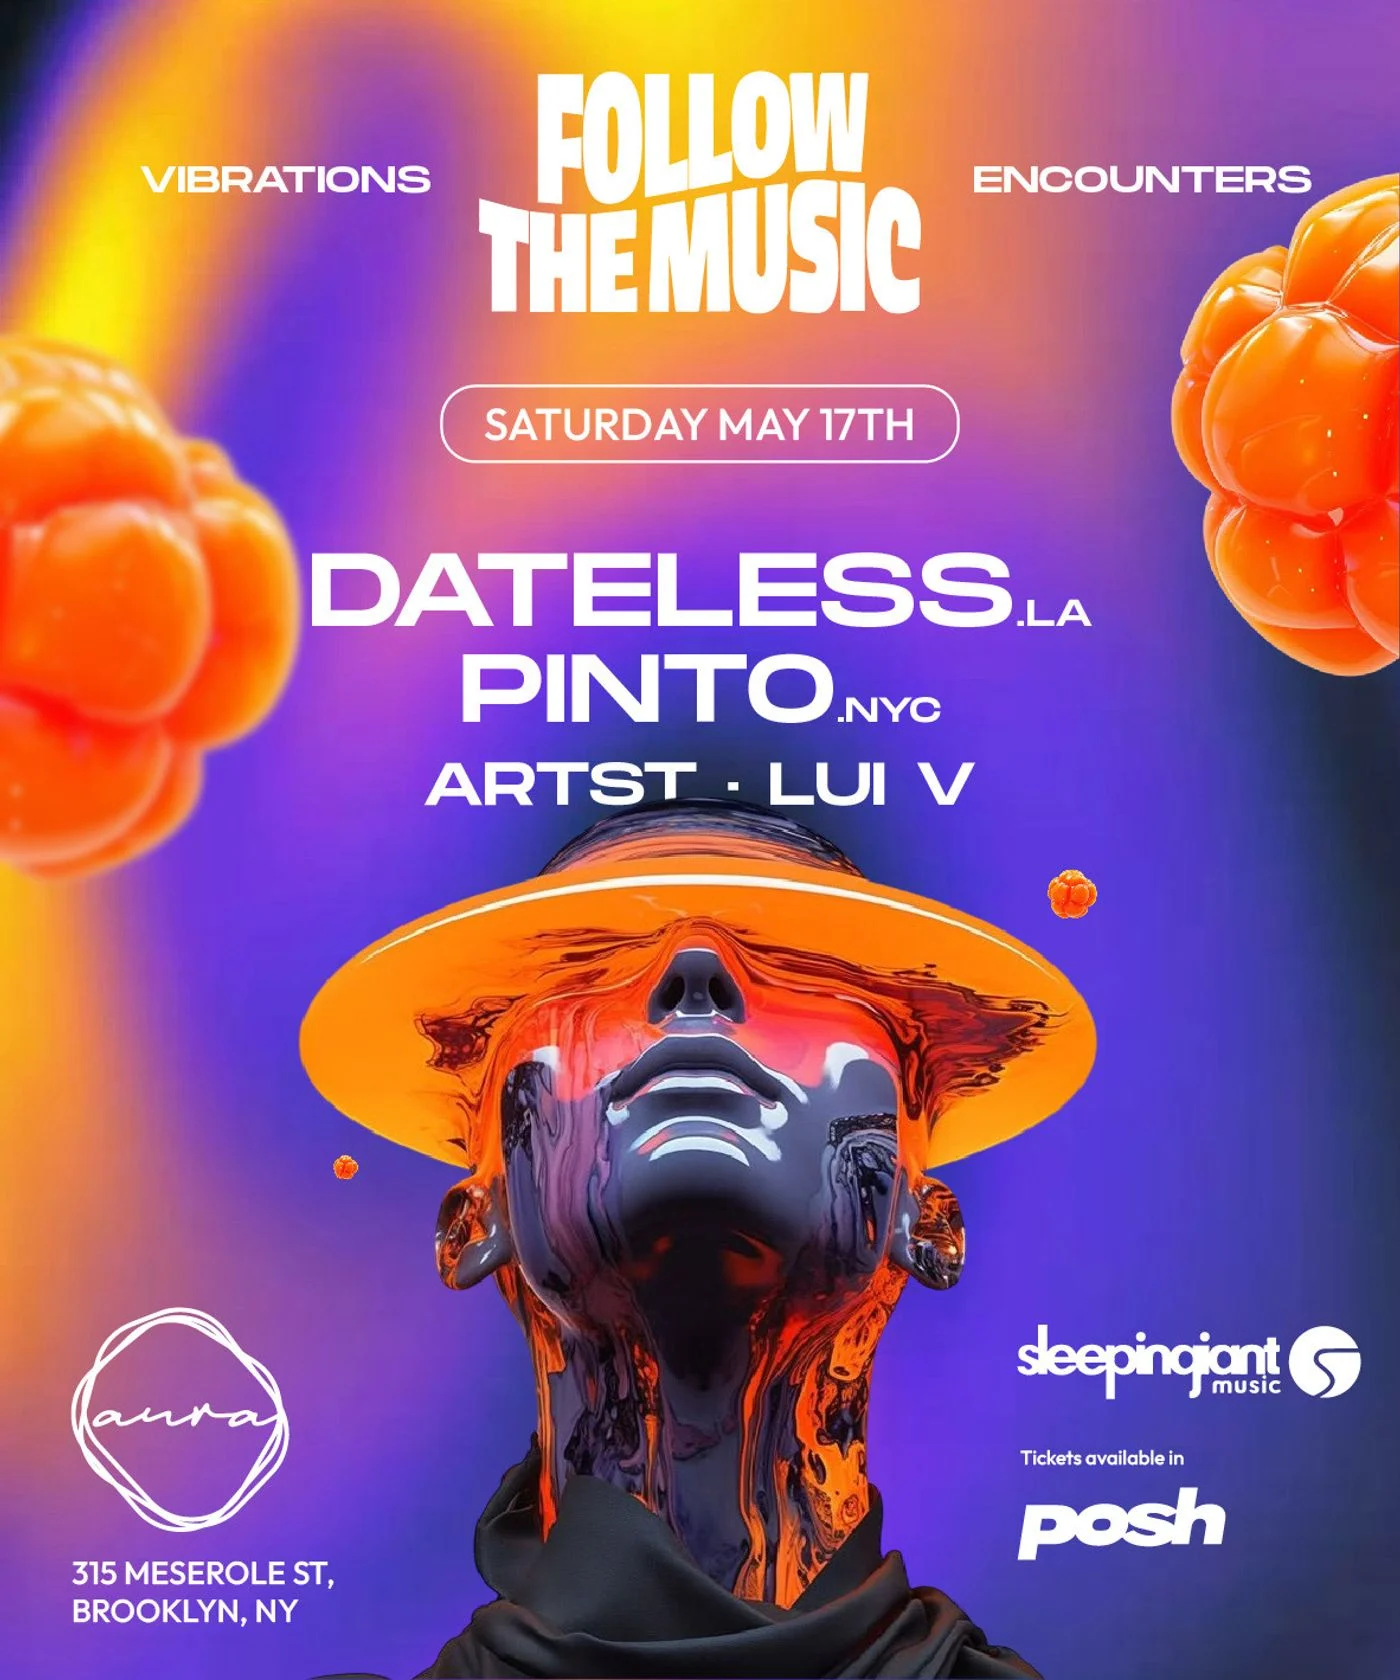 VIBRATIONS
FOLLOW
THE MUSIC
ENCOUNTERS
SATURDAY MAY 17TH
DATELESS.LA
PINTO.NYC
ARTST · LUI V
aura
315 MESEROLE ST,
BROOKLYN, NY
sleepingiant
music
Tickets available in
posh